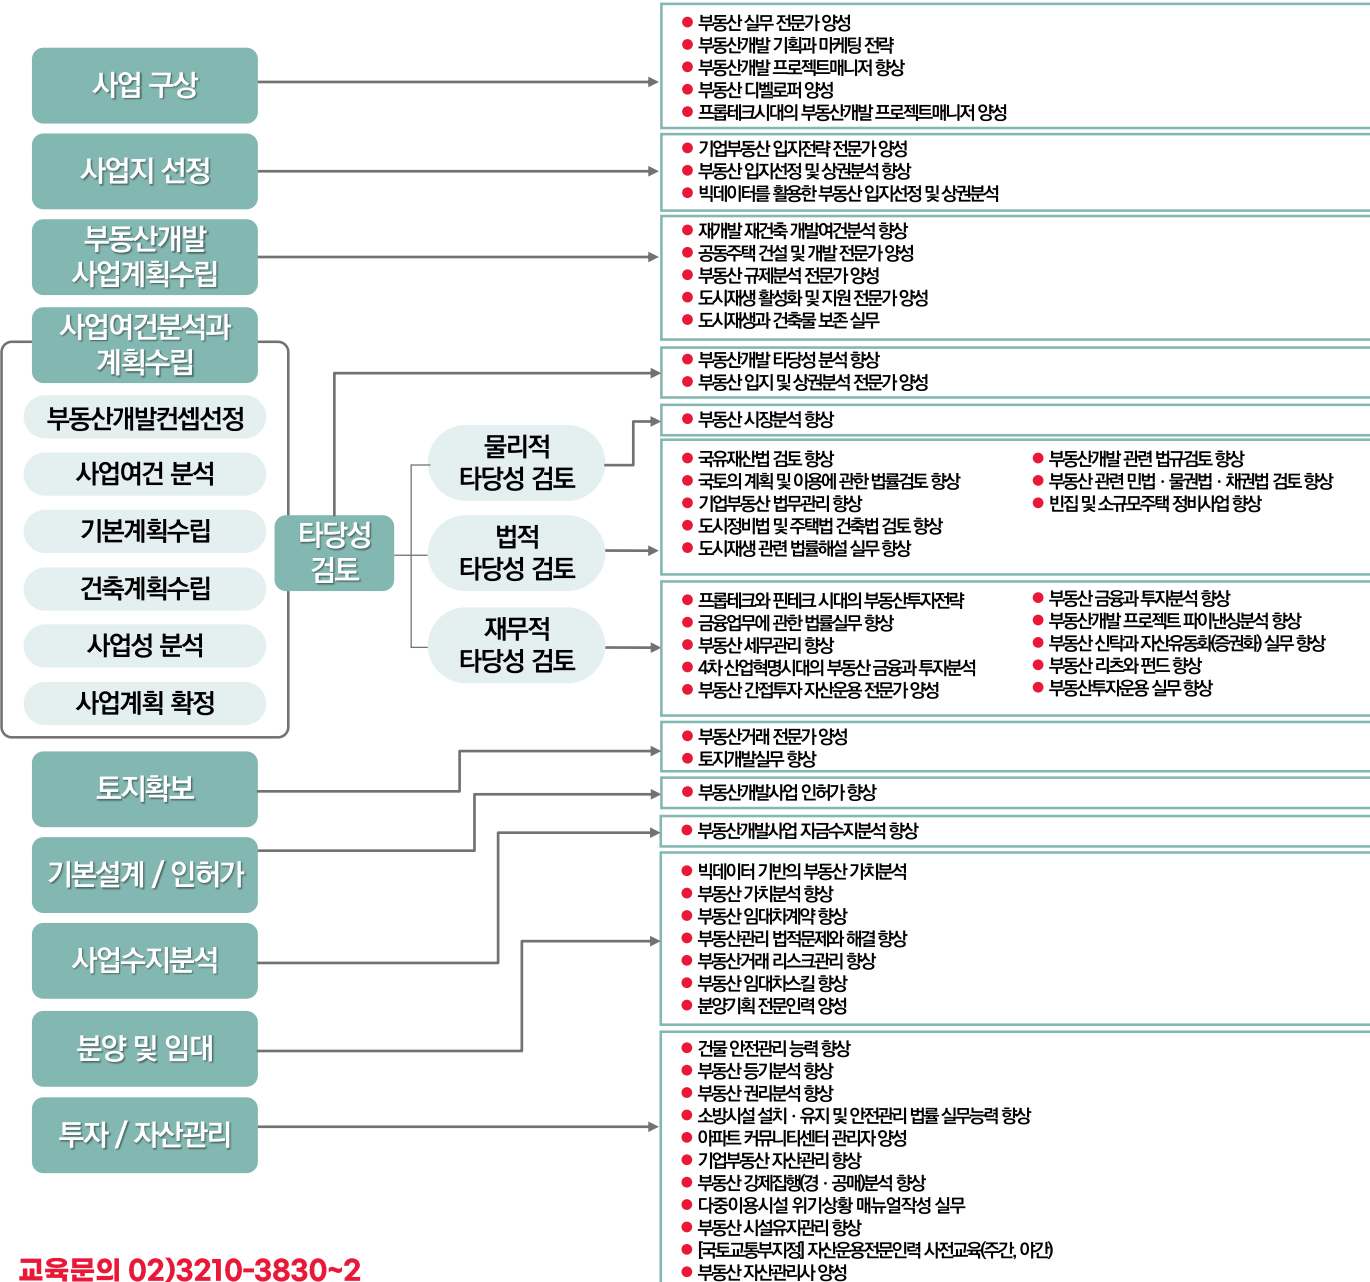 사업 구상
부동산 실무 전문가 양성
부동산개발 기획과 마케팅 전략
부동산개발 프로젝트매니저 향상
부동산 디벨로퍼 양성
프롭테크시대의 부동산개발 프로젝트매니저 양성
사업지 선정
기업부동산 입지전략 전문가 양성
부동산 입지선정 및 상권분석 향상
빅데이터를 활용한 부동산 입지선정 및 상권분석
부동산개발
사업계획수립
재개발 재건축 개발여건분석 향상
공동주택 건설 및 개발 전문가 양성
부동산 규제분석 전문가 양성
도시재생 활성화 및 지원 전문가 양성
도시재생과 건축물 보존 실무
사업여건분석과
계획수립
부동산개발컨셉선정
사업여건 분석
기본계획수립
건축계획수립
사업성 분석
사업계획 확정
타당성
검토
부동산개발 타당성 분석 향상
부동산 입지 및 상권분석 전문가 양성
물리적
타당성 검토
부동산 시장분석 향상
법적
타당성 검토
국유재산법 검토 향상
국토의 계획 및 이용에 관한 법률검토 향상
기업부동산 법무관리 향상
도시정비법 및 주택법 건축법 검토 향상
도시재생 관련 법률해설 실무 향상
부동산개발 관련 법규검토 향상
부동산 관련 민법 · 물권법 · 채권법 검토 향상
빈집 및 소규모주택 정비사업 향상
재무적
타당성 검토
프롭테크와 핀테크 시대의 부동산투자전략
금융업무에 관한 법률실무 향상
부동산 세무관리 향상
4차 산업혁명시대의 부동산 금융과 투자분석
부동산 간접투자 자산운용 전문가 양성
부동산 금융과 투자분석 향상
부동산개발 프로젝트 파이낸싱분석 향상
부동산 신탁과 자산유동화(증권화) 실무 향상
부동산 리츠와 펀드 향상
부동산투자운용 실무 향상
토지확보
부동산거래 전문가 양성
토지개발실무 향상
기본설계 / 인허가
부동산개발사업 인허가 향상
사업수지분석
부동산개발사업 자금수지분석 향상
분양 및 임대
빅데이터 기반의 부동산 가치분석
부동산 가치분석 향상
부동산 임대차계약 향상
부동산관리 법적문제와 해결 향상
부동산거래 리스크관리 향상
부동산 임대차스킬 향상
분양기획 전문인력 양성
투자 / 자산관리
건물 안전관리 능력 향상
부동산 등기분석 향상
부동산 권리분석 향상
소방시설 설치 · 유지 및 안전관리 법률 실무능력 향상
아파트 커뮤니티센터 관리자 양성
기업부동산 자산관리 향상
부동산 강제집행(경 · 공매)분석 향상
다중이용시설 위기상황 매뉴얼작성 실무
부동산 시설유지관리 향상
[국토교통부지정] 자산운용전문인력 사전교육(주간, 야간)
부동산 자산관리사 양성
교육문의 02)3210-3830~2